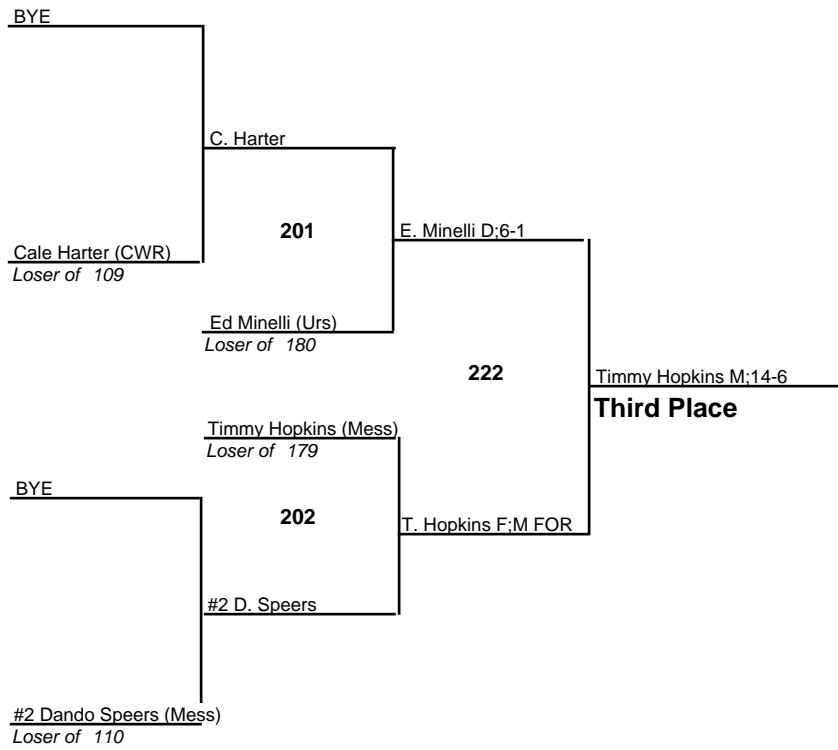 BYE
C. Harter
201
E. Minelli D;6-1
Cale Harter (CWR)
Loser of 109
Ed Minelli (Urs)
Loser of 180
222
Timmy Hopkins M;14-6
Third Place
Timmy Hopkins (Mess)
Loser of 179
BYE
202
T. Hopkins F;M FOR
#2 D. Speers
#2 Dando Speers (Mess)
Loser of 110